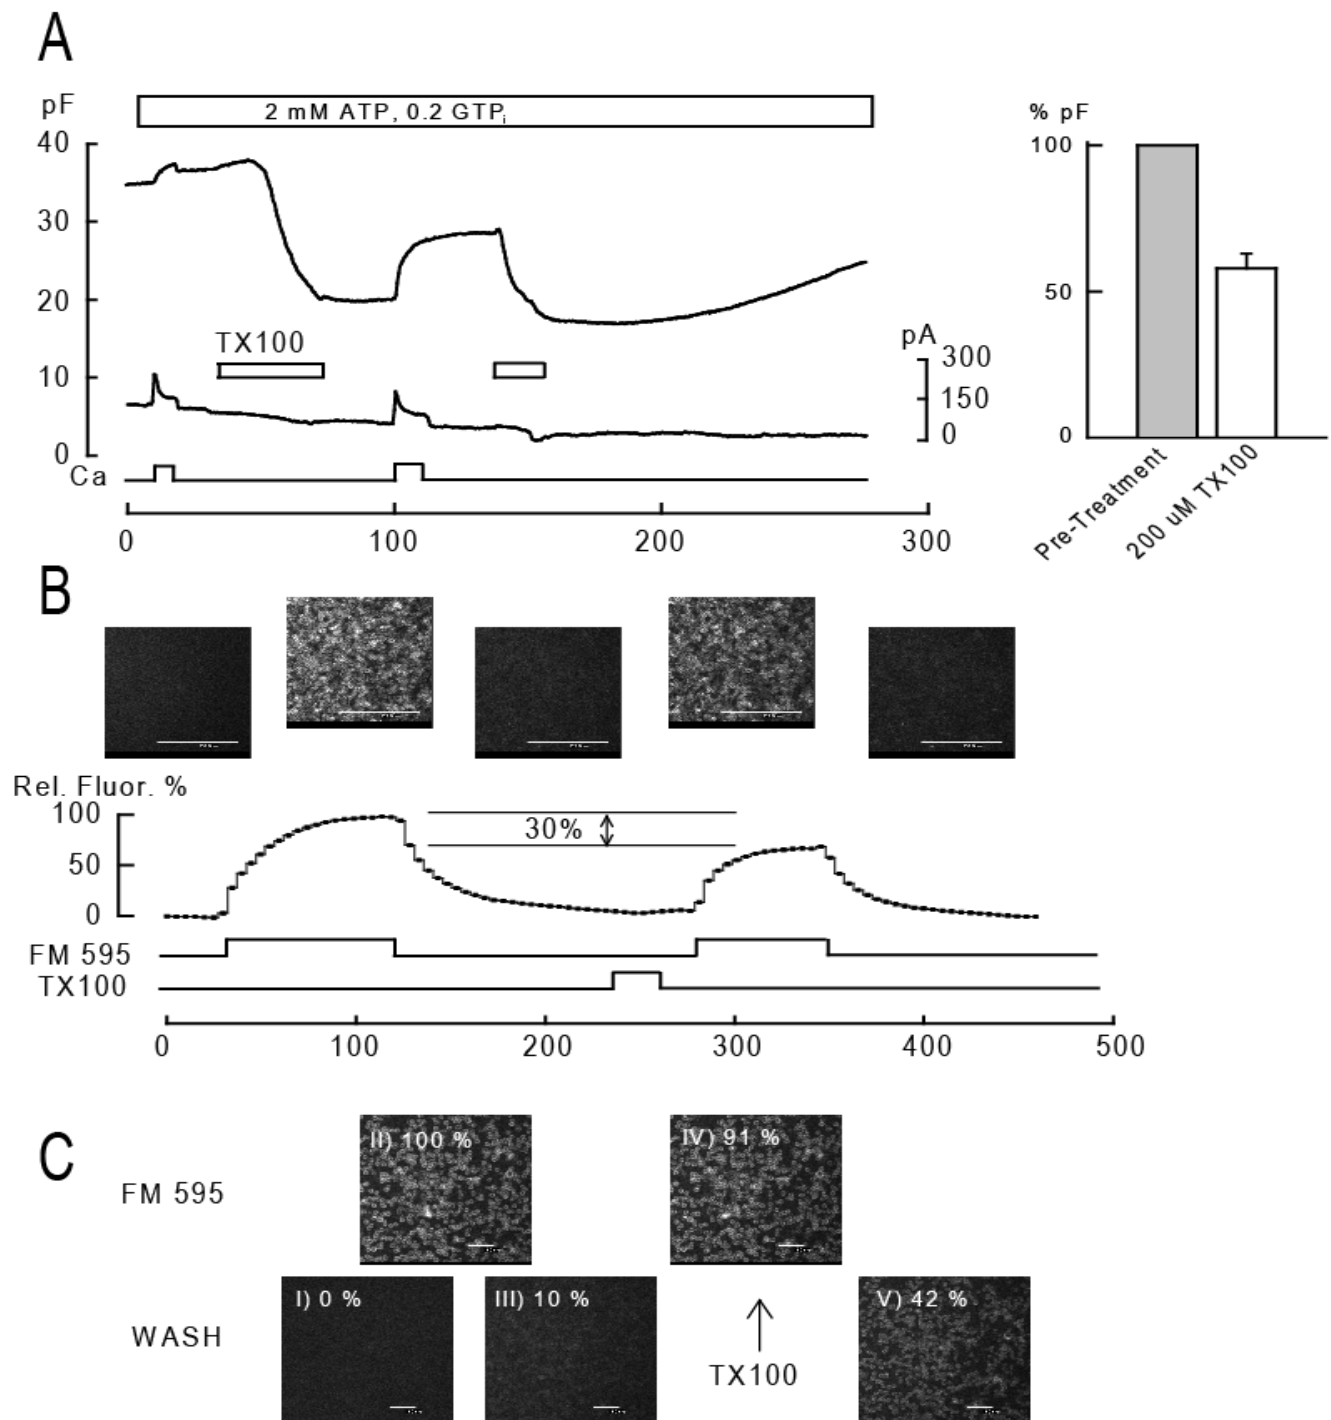 A
pF
2 mM ATP, 0.2 GTPi
40
30
20
10
0
TX100
pA
300
150
0
Ca
0 100 200 300
% pF
100
50
0
Pre-Treatment
200 uM TX100
B
Rel. Fluor. %
100
50
0
30%
FM 595
TX100
0 100 200 300 400 500
C
FM 595
II) 100 %
IV) 91 %
WASH
I) 0 %
III) 10 %
TX100
V) 42 %